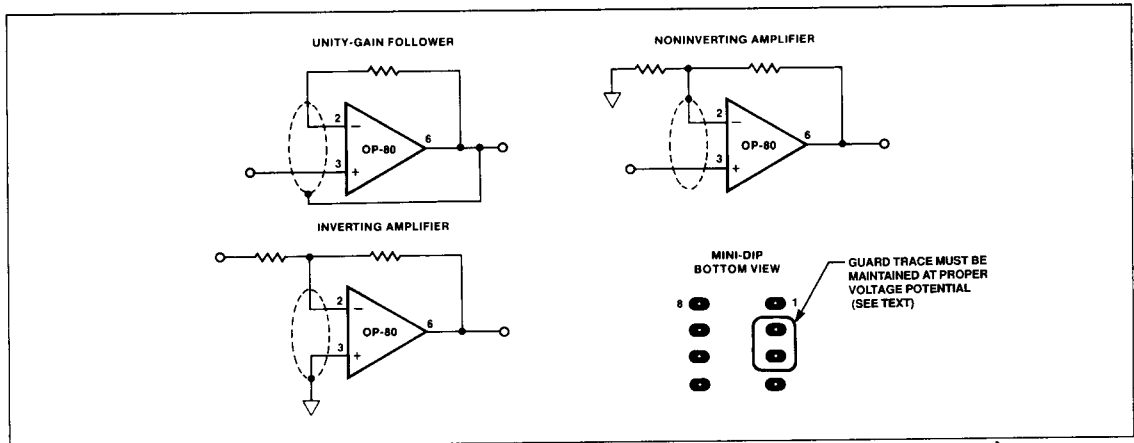 UNITY-GAIN FOLLOWER
2
−
OP-80
3
+
6
NONINVERTING AMPLIFIER
2
−
OP-80
3
+
6
INVERTING AMPLIFIER
2
−
OP-80
3
+
6
MINI-DIP
BOTTOM VIEW
8
1
GUARD TRACE MUST BE
MAINTAINED AT PROPER
VOLTAGE POTENTIAL
(SEE TEXT)